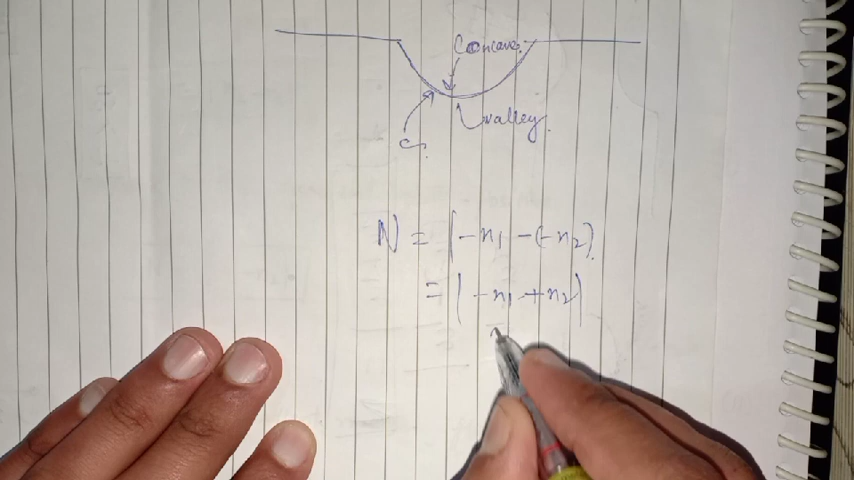 Concave.
valley.
N = |-n1 -(-n2).
= |-n1 + n2|